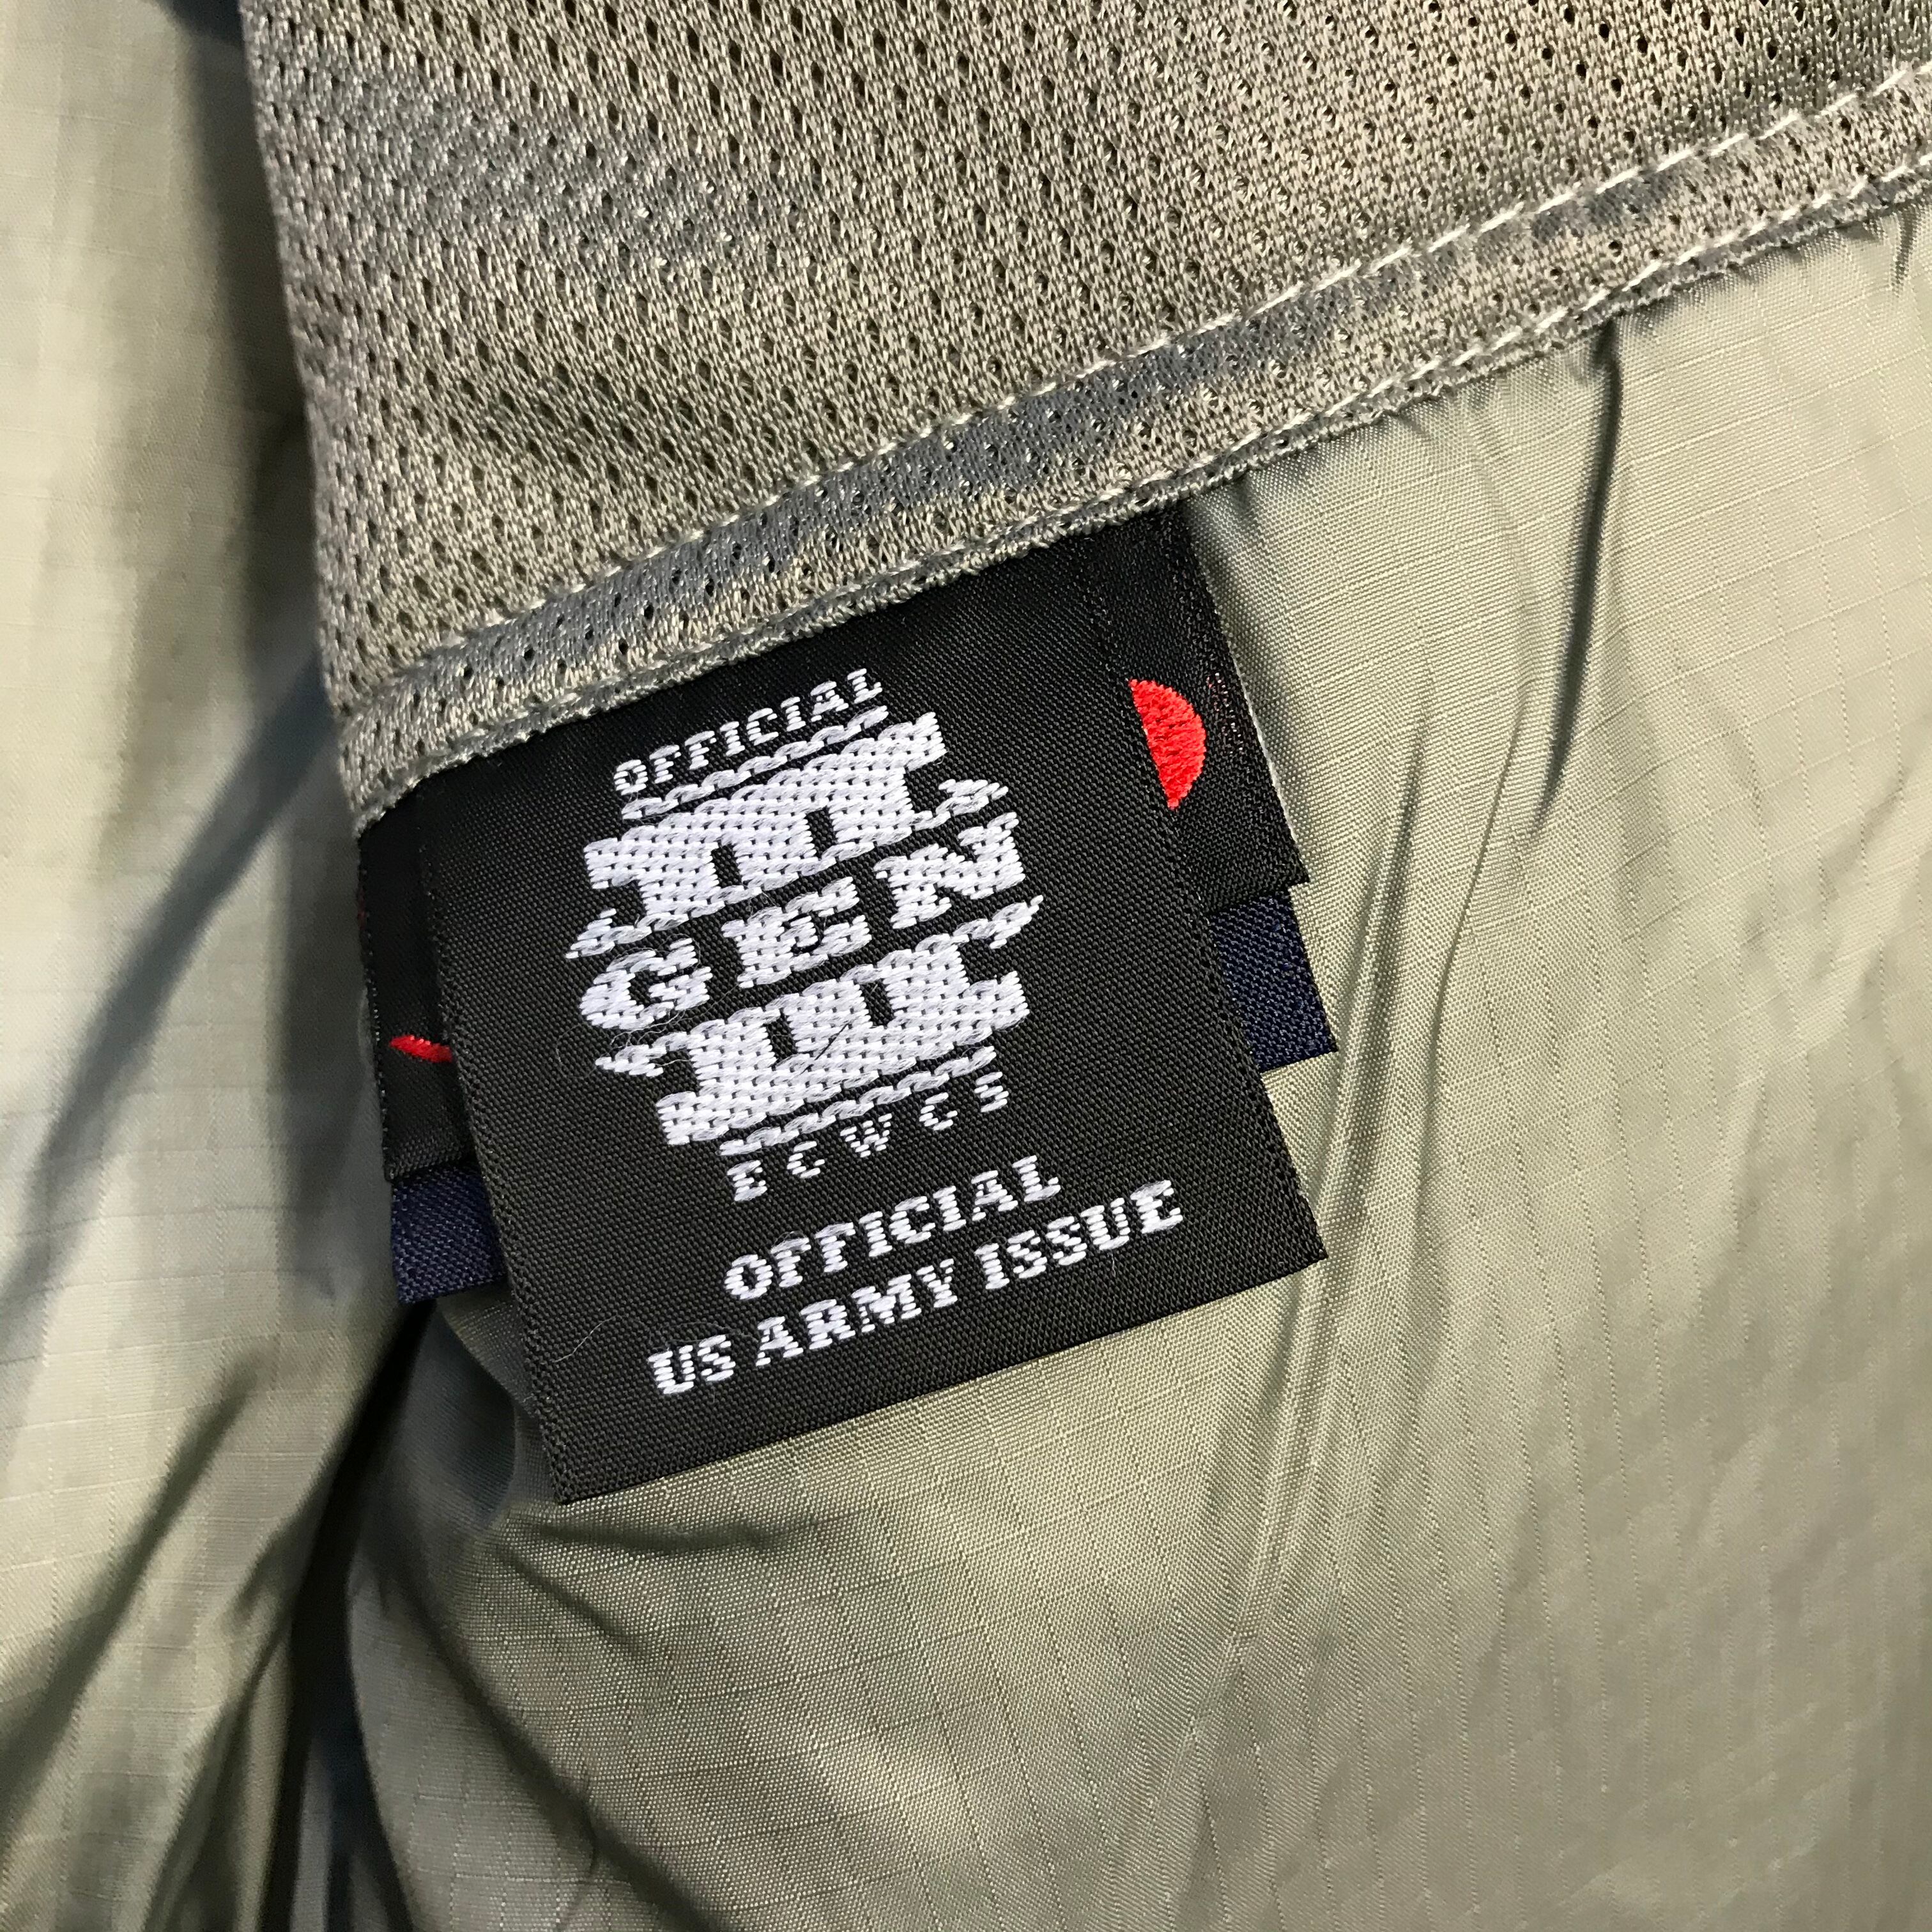 OFFICIAL
III
GEN
III
ECWCS
OFFICIAL
US ARMY ISSUE